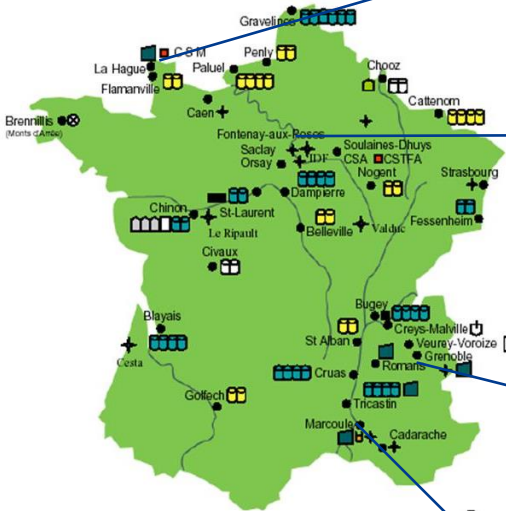 Gravelines
C S M
Penly
La Hague
Paluel
Chooz
Flamanville
Cattenom
Caen
Brennillis
(Monts d'Arrée)
Fontenay-aux-Roses
Saclay
IDF
Soulaines-Dhuys
Orsay
CSA
CSTFA
Strasbourg
Nogent
Dampierre
Chinon
St-Laurent
Fessenheim
Le Ripault
Belleville
Valduc
Civaux
Bugey
Blayais
Creys-Malville
St Alban
Veurey-Voroize
Cesta
Grenoble
Romans
Cruas
Golfech
Tricastin
Marcoule
Cadarache